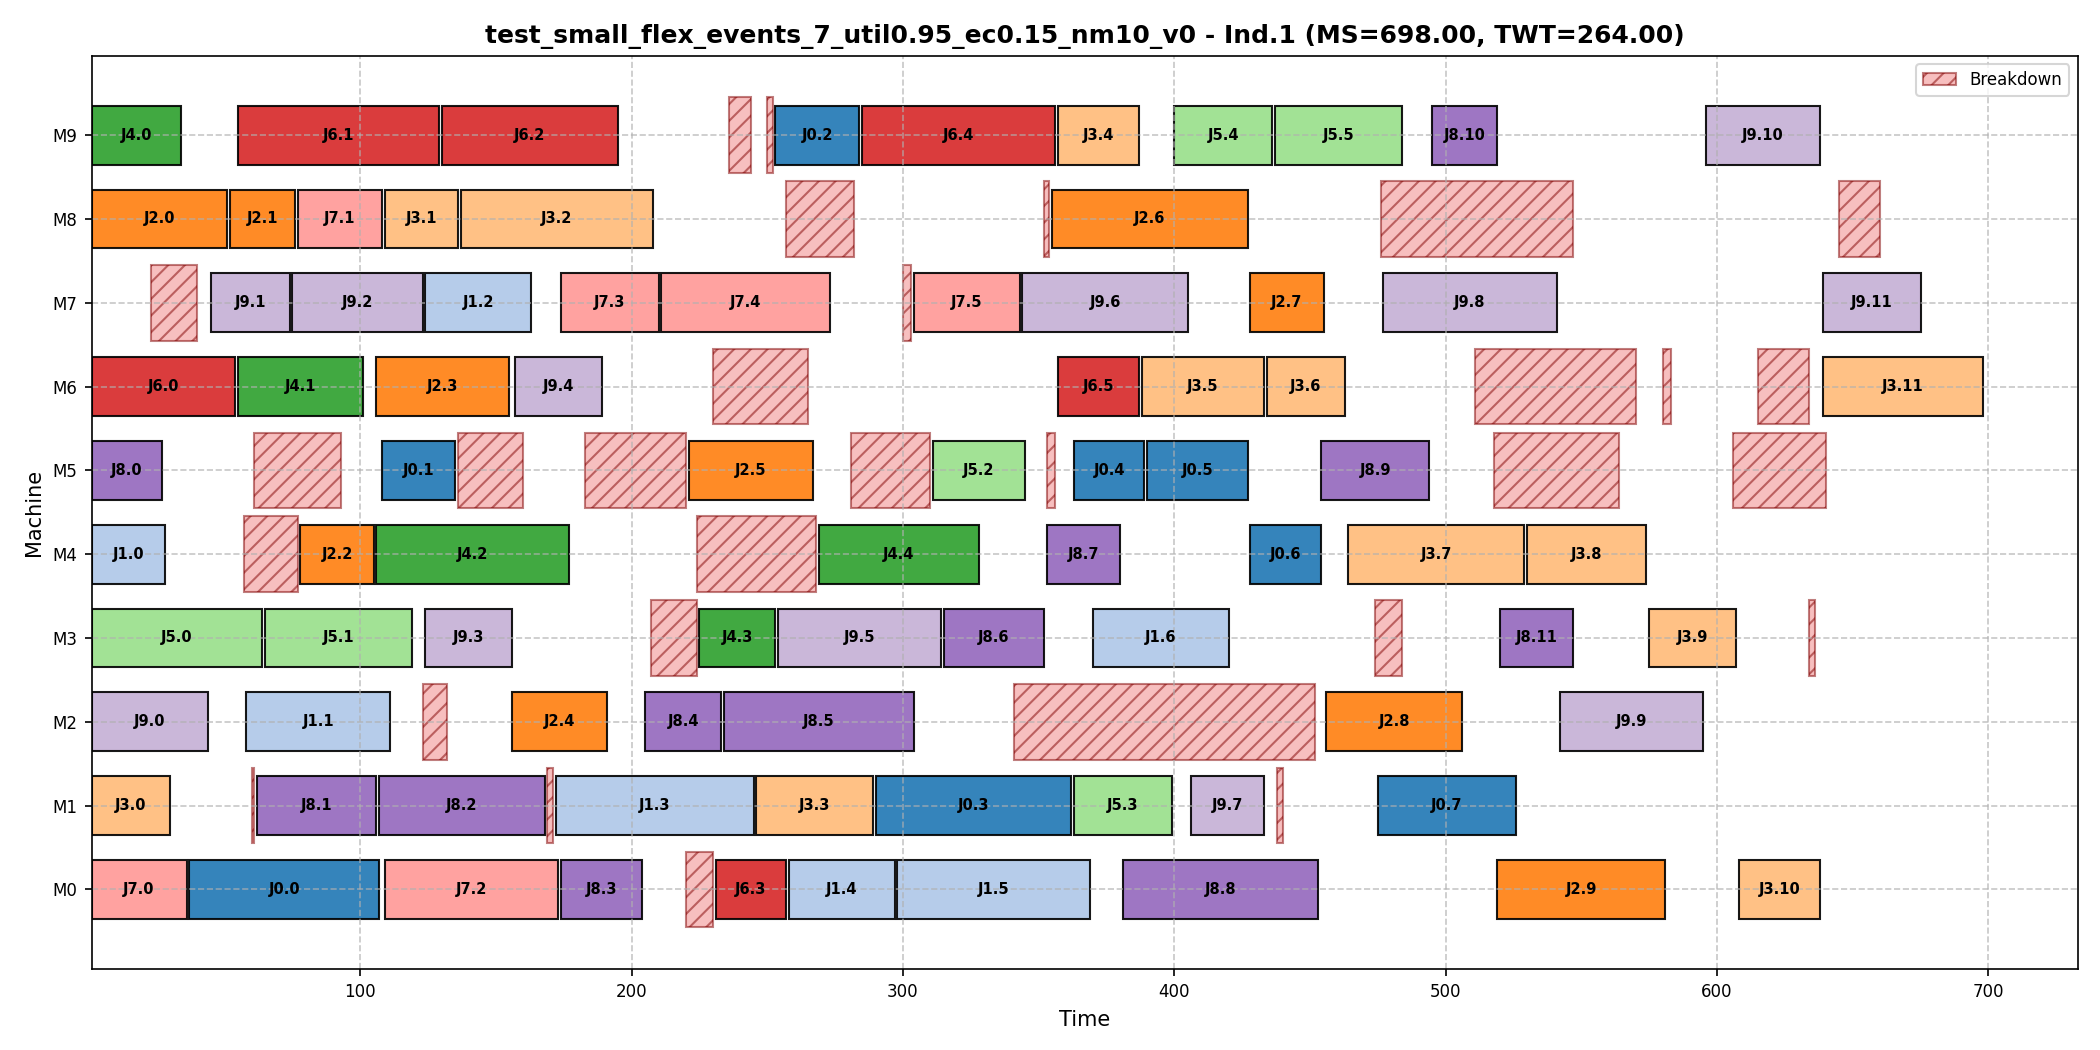 test_small_flex_events_7_util0.95_ec0.15_nm10_v0 - Ind.1 (MS=698.00, TWT=264.00)
Breakdown
M9 J4.0 J6.1 J6.2 J0.2 J6.4 J3.4 J5.4 J5.5 J8.10 J9.10
M8 J2.0 J2.1 J7.1 J3.1 J3.2 J2.6
M7 J9.1 J9.2 J1.2 J7.3 J7.4 J7.5 J9.6 J2.7 J9.8 J9.11
M6 J6.0 J4.1 J2.3 J9.4 J6.5 J3.5 J3.6 J3.11
M5 J8.0 J0.1 J2.5 J5.2 J0.4 J0.5 J8.9
M4 J1.0 J2.2 J4.2 J4.4 J8.7 J0.6 J3.7 J3.8
M3 J5.0 J5.1 J9.3 J4.3 J9.5 J8.6 J1.6 J8.11 J3.9
M2 J9.0 J1.1 J2.4 J8.4 J8.5 J2.8 J9.9
M1 J3.0 J8.1 J8.2 J1.3 J3.3 J0.3 J5.3 J9.7 J0.7
M0 J7.0 J0.0 J7.2 J8.3 J6.3 J1.4 J1.5 J8.8 J2.9 J3.10
Machine
100 200 300 400 500 600 700
Time